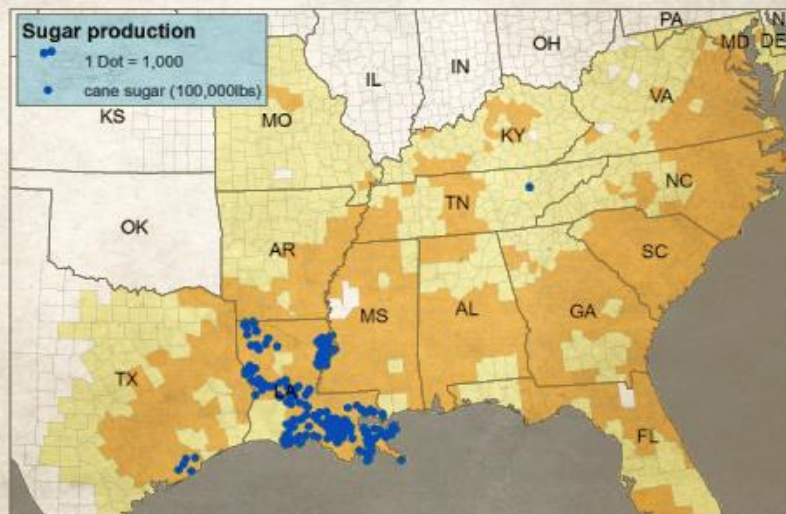 Sugar production
1 Dot = 1,000
cane sugar (100,000lbs)
PA
N
OH
MD
DE
IL
IN
KS
MO
VA
KY
NC
TN
OK
AR
SC
MS
AL
GA
TX
LA
FL